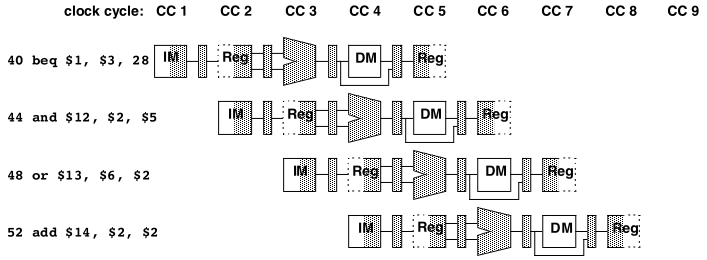 clock cycle: CC 1 CC 2 CC 3 CC 4 CC 5 CC 6 CC 7 CC 8 CC 9
40 beq $1, $3, 28 IM Reg DM Reg
44 and $12, $2, $5 IM Reg DM Reg
48 or $13, $6, $2 IM Reg DM Reg
52 add $14, $2, $2 IM Reg DM Reg